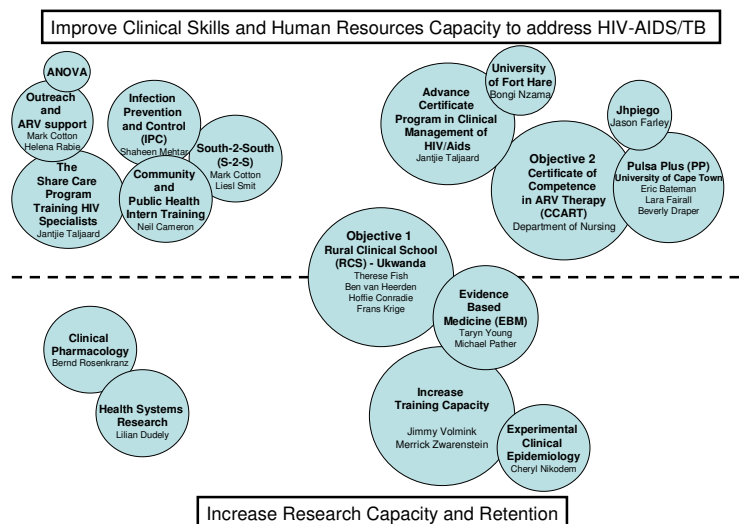 Improve Clinical Skills and Human Resources Capacity to address HIV-AIDS/TB
ANOVA
Outreach and
ARV support
Mark Cotton
Helena Rabie
Infection
Prevention
and Control
(IPC)
Shaheen Mehtar
South-2-South
(S-2-S)
Mark Cotton
Liesl Smit
The
Share Care
Program
Training HIV
Specialists
Jantjie Taljaard
Community
and
Public Health
Intern Training
Neil Cameron
Advance
Certificate
Program in Clinical
Management of
HIV/Aids
Jantjie Taljaard
University
of Fort Hare
Bongi Nzama
Objective 2
Certificate of
Competence
in ARV Therapy
(CCART)
Department of Nursing
Jhpiego
Jason Farley
Pulsa Plus (PP)
University of Cape Town
Eric Bateman
Lara Fairall
Beverly Draper
Objective 1
Rural Clinical School
(RCS) - Ukwanda
Therese Fish
Ben van Heerden
Hoffie Conradie
Frans Krige
Evidence
Based
Medicine (EBM)
Taryn Young
Michael Pather
Clinical
Pharmacology
Bernd Rosenkranz
Health Systems
Research
Lilian Dudely
Increase
Training Capacity
Jimmy Volmink
Merrick Zwarenstein
Experimental
Clinical
Epidemiology
Cheryl Nikodem
Increase Research Capacity and Retention